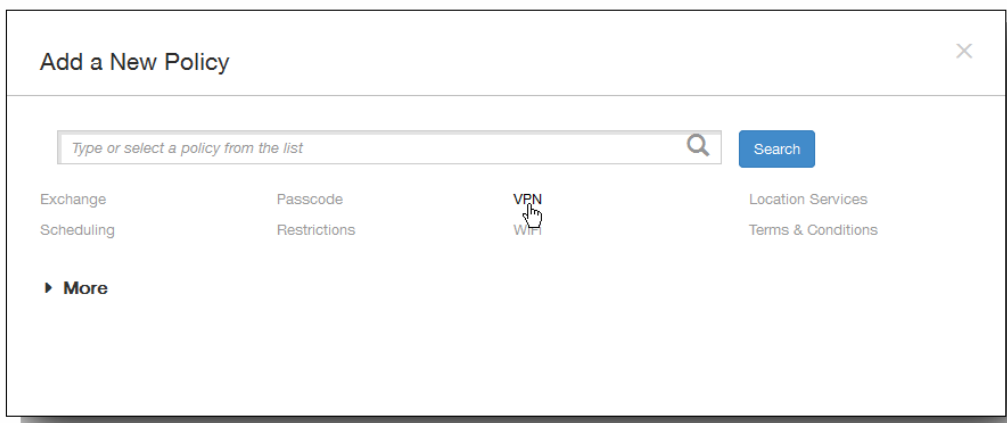 Add a New Policy
Type or select a policy from the list
Search
Exchange Passcode VPN Location Services
Scheduling Restrictions WiFi Terms & Conditions
More